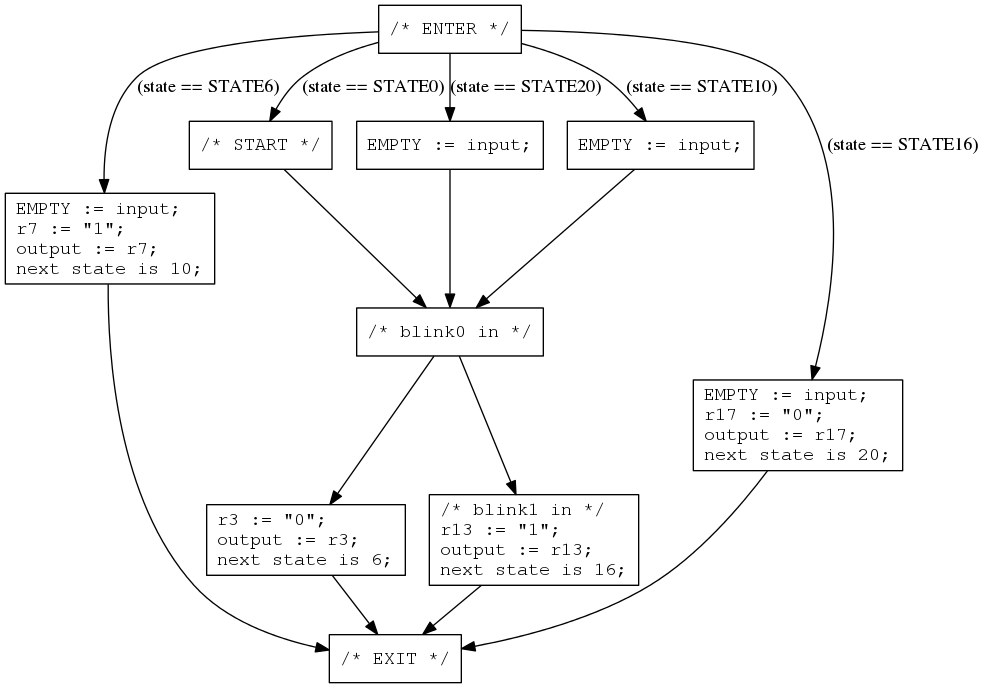 /* ENTER */
(state == STATE6)
(state == STATE0)
(state == STATE20)
(state == STATE10)
(state == STATE16)
/* START */
EMPTY := input;
EMPTY := input;
EMPTY := input;
r7 := "1";
output := r7;
next state is 10;
/* blink0 in */
EMPTY := input;
r17 := "0";
output := r17;
next state is 20;
r3 := "0";
output := r3;
next state is 6;
/* blink1 in */
r13 := "1";
output := r13;
next state is 16;
/* EXIT */